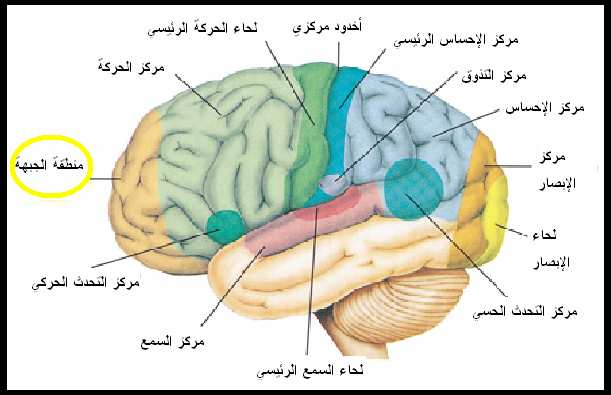 مركز الإحساس الرئيسي
أخدود مركزي
لحاء الحركة الرئيسي
مركز التذوق
مركز الحركة
مركز الإحساس
مركز
الإبصار
منطقة الجبهة
لحاء
الإبصار
مركز التحدث الحركي
مركز التحدث الحسي
مركز السمع
لحاء السمع الرئيسي